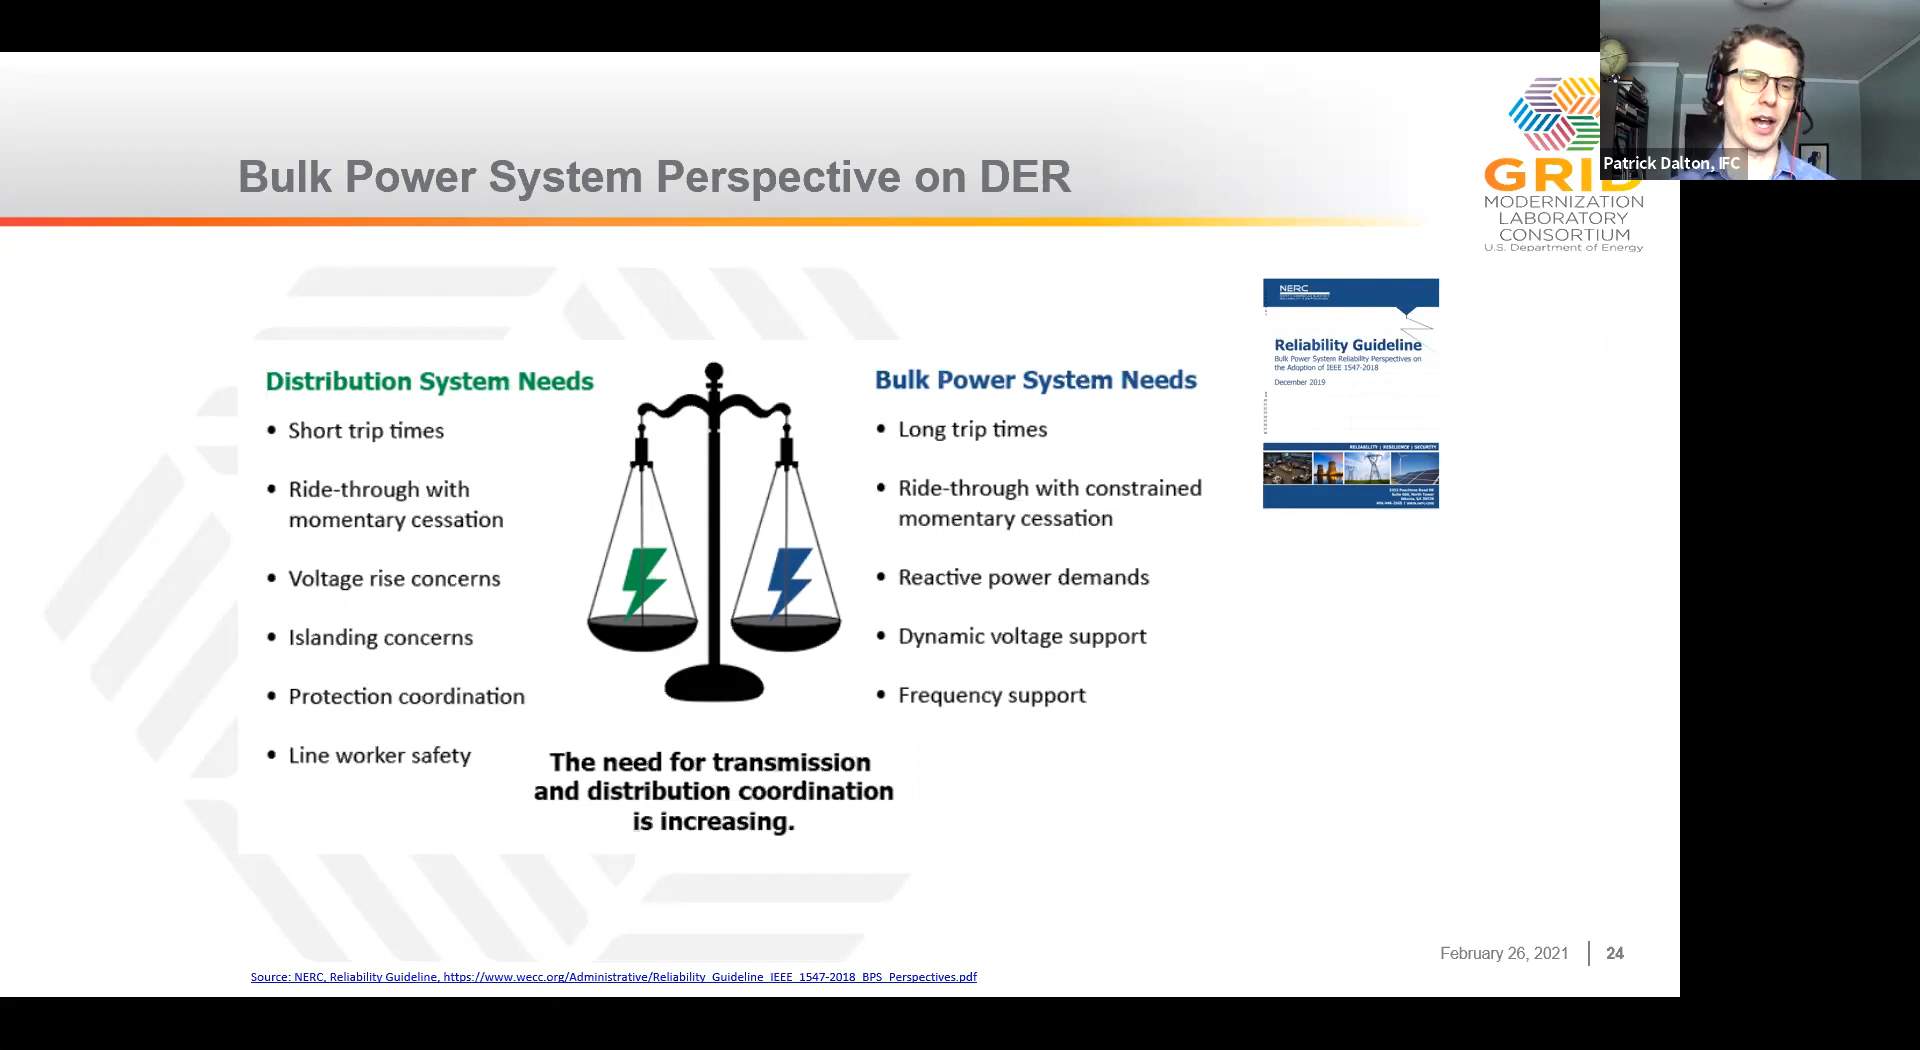 Patrick Dalton, IFC
Bulk Power System Perspective on DER
GRID
MODERNIZATION
LABORATORY
CONSORTIUM
U.S. Department of Energy
Distribution System Needs
• Short trip times
• Ride-through with
momentary cessation
• Voltage rise concerns
• Islanding concerns
• Protection coordination
• Line worker safety
Bulk Power System Needs
• Long trip times
• Ride-through with constrained
momentary cessation
• Reactive power demands
• Dynamic voltage support
• Frequency support
The need for transmission
and distribution coordination
is increasing.
NERC
Reliability Guideline
Bulk Power System Reliability Perspectives on
the Adoption of IEEE 1547-2018
December 2019
RELIABILITY | RESILIENCE | SECURITY
February 26, 2021 | 24
Source: NERC, Reliability Guideline, https://www.wecc.org/Administrative/Reliability_Guideline_IEEE_1547-2018_BPS_Perspectives.pdf